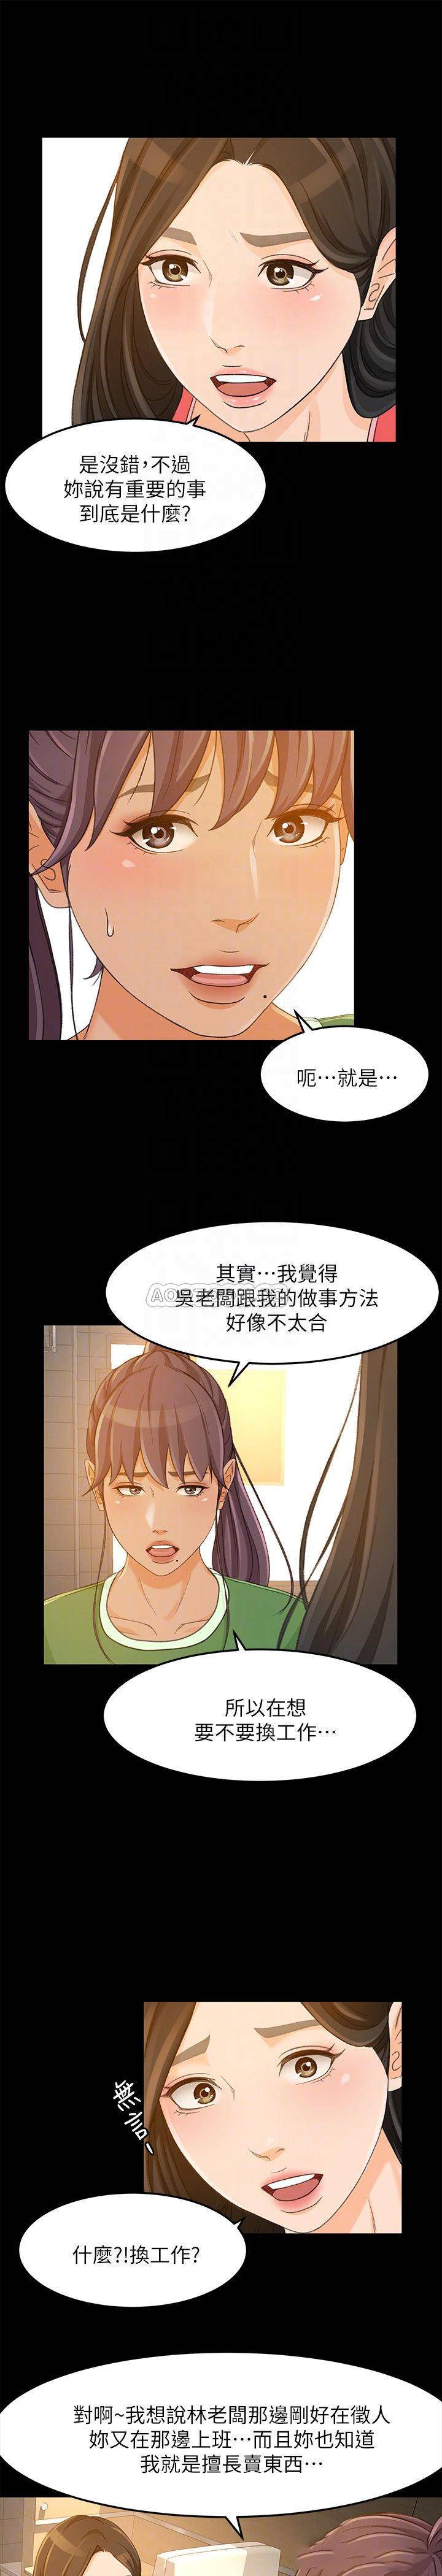 是沒錯，不過
妳說有重要的事
到底是什麼?
呃…就是…
其實…我覺得
吳老闆跟我的做事方法
好像不太合
所以在想
要不要換工作…
無言~
什麼?!換工作?
對啊~我想說林老闆那邊剛好在徵人
妳又在那邊上班…而且妳也知道
我就是擅長賣東西…